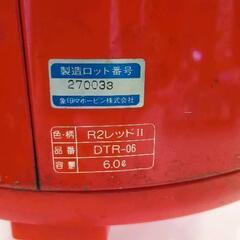 製造ロット番号
270033
象印マホービン株式会社
色・柄 R2レッドII
品番 DTR-06
容量 6.0ℓ